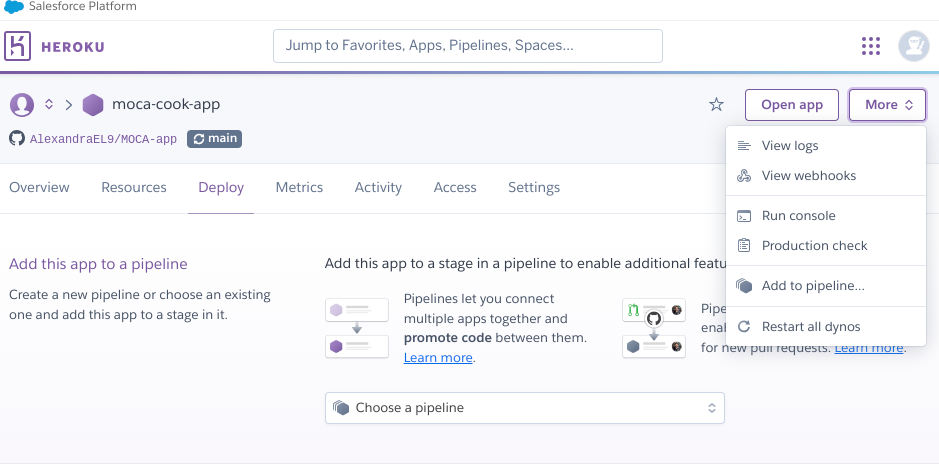 Salesforce Platform
HEROKU
Jump to Favorites, Apps, Pipelines, Spaces...
moca-cook-app
Open app
More
AlexandraEL9/MOCA-app
main
View logs
View webhooks
Run console
Production check
Add to pipeline...
Restart all dynos
Overview
Resources
Deploy
Metrics
Activity
Access
Settings
Add this app to a pipeline
Create a new pipeline or choose an existing
one and add this app to a stage in it.
Add this app to a stage in a pipeline to enable additional
Pipelines let you connect
multiple apps together and
promote code between them.
Learn more.
for new pull requests. Learn more.
Choose a pipeline